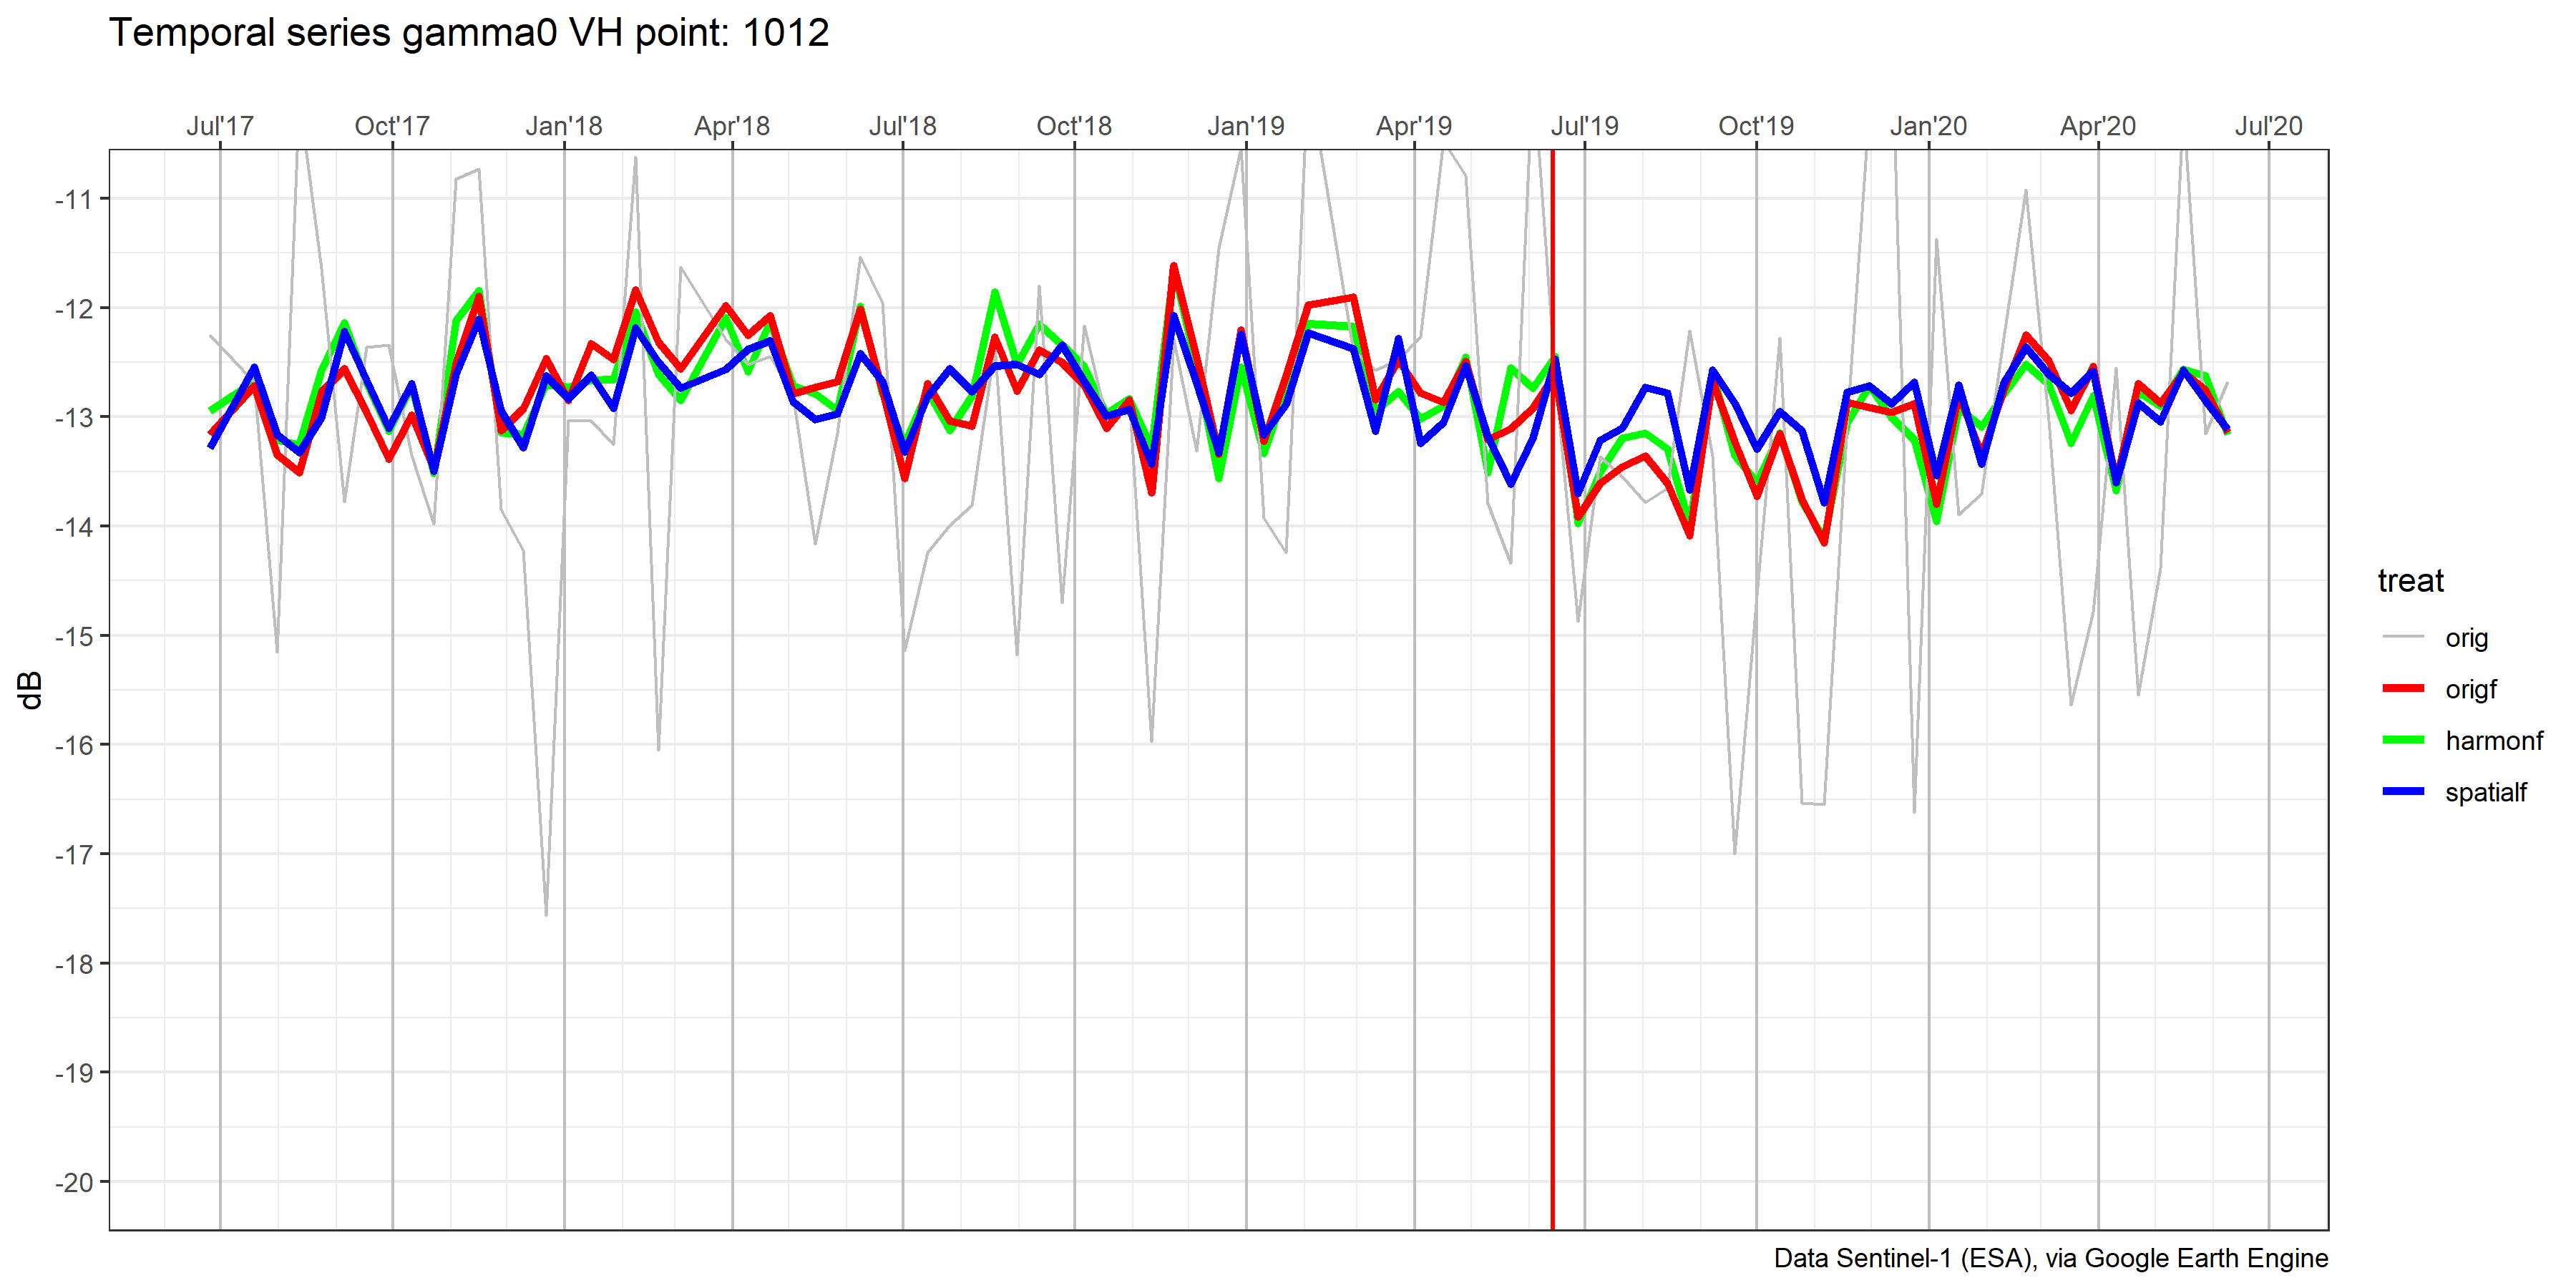 Temporal series gamma0 VH point: 1012
Jul'17 Oct'17 Jan'18 Apr'18 Jul'18 Oct'18 Jan'19 Apr'19 Jul'19 Oct'19 Jan'20 Apr'20 Jul'20
-11
-12
-13
-14
-15
-16
-17
-18
-19
-20
dB
treat
orig
origf
harmonf
spatialf
Data Sentinel-1 (ESA), via Google Earth Engine